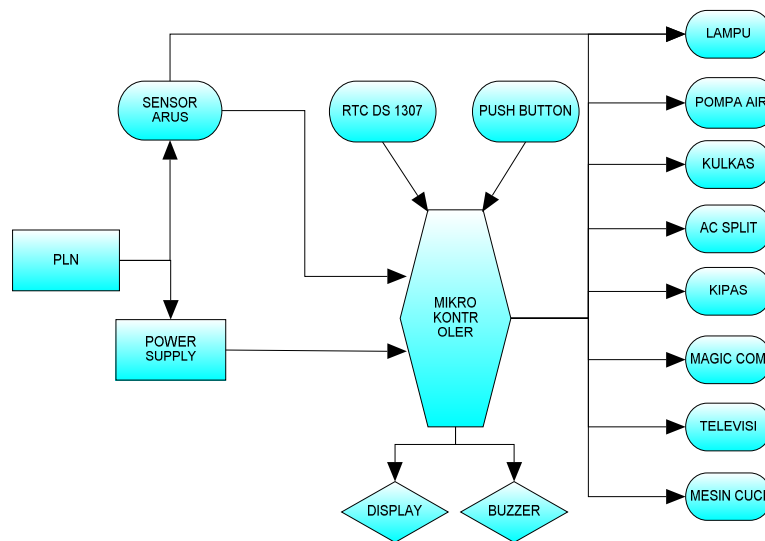 LAMPU
SENSOR
ARUS
RTC DS 1307
PUSH BUTTON
POMPA AIR
KULKAS
AC SPLIT
PLN
KIPAS
MIKRO
KONTR
OLER
POWER
SUPPLY
MAGIC COM
TELEVISI
DISPLAY
BUZZER
MESIN CUCI